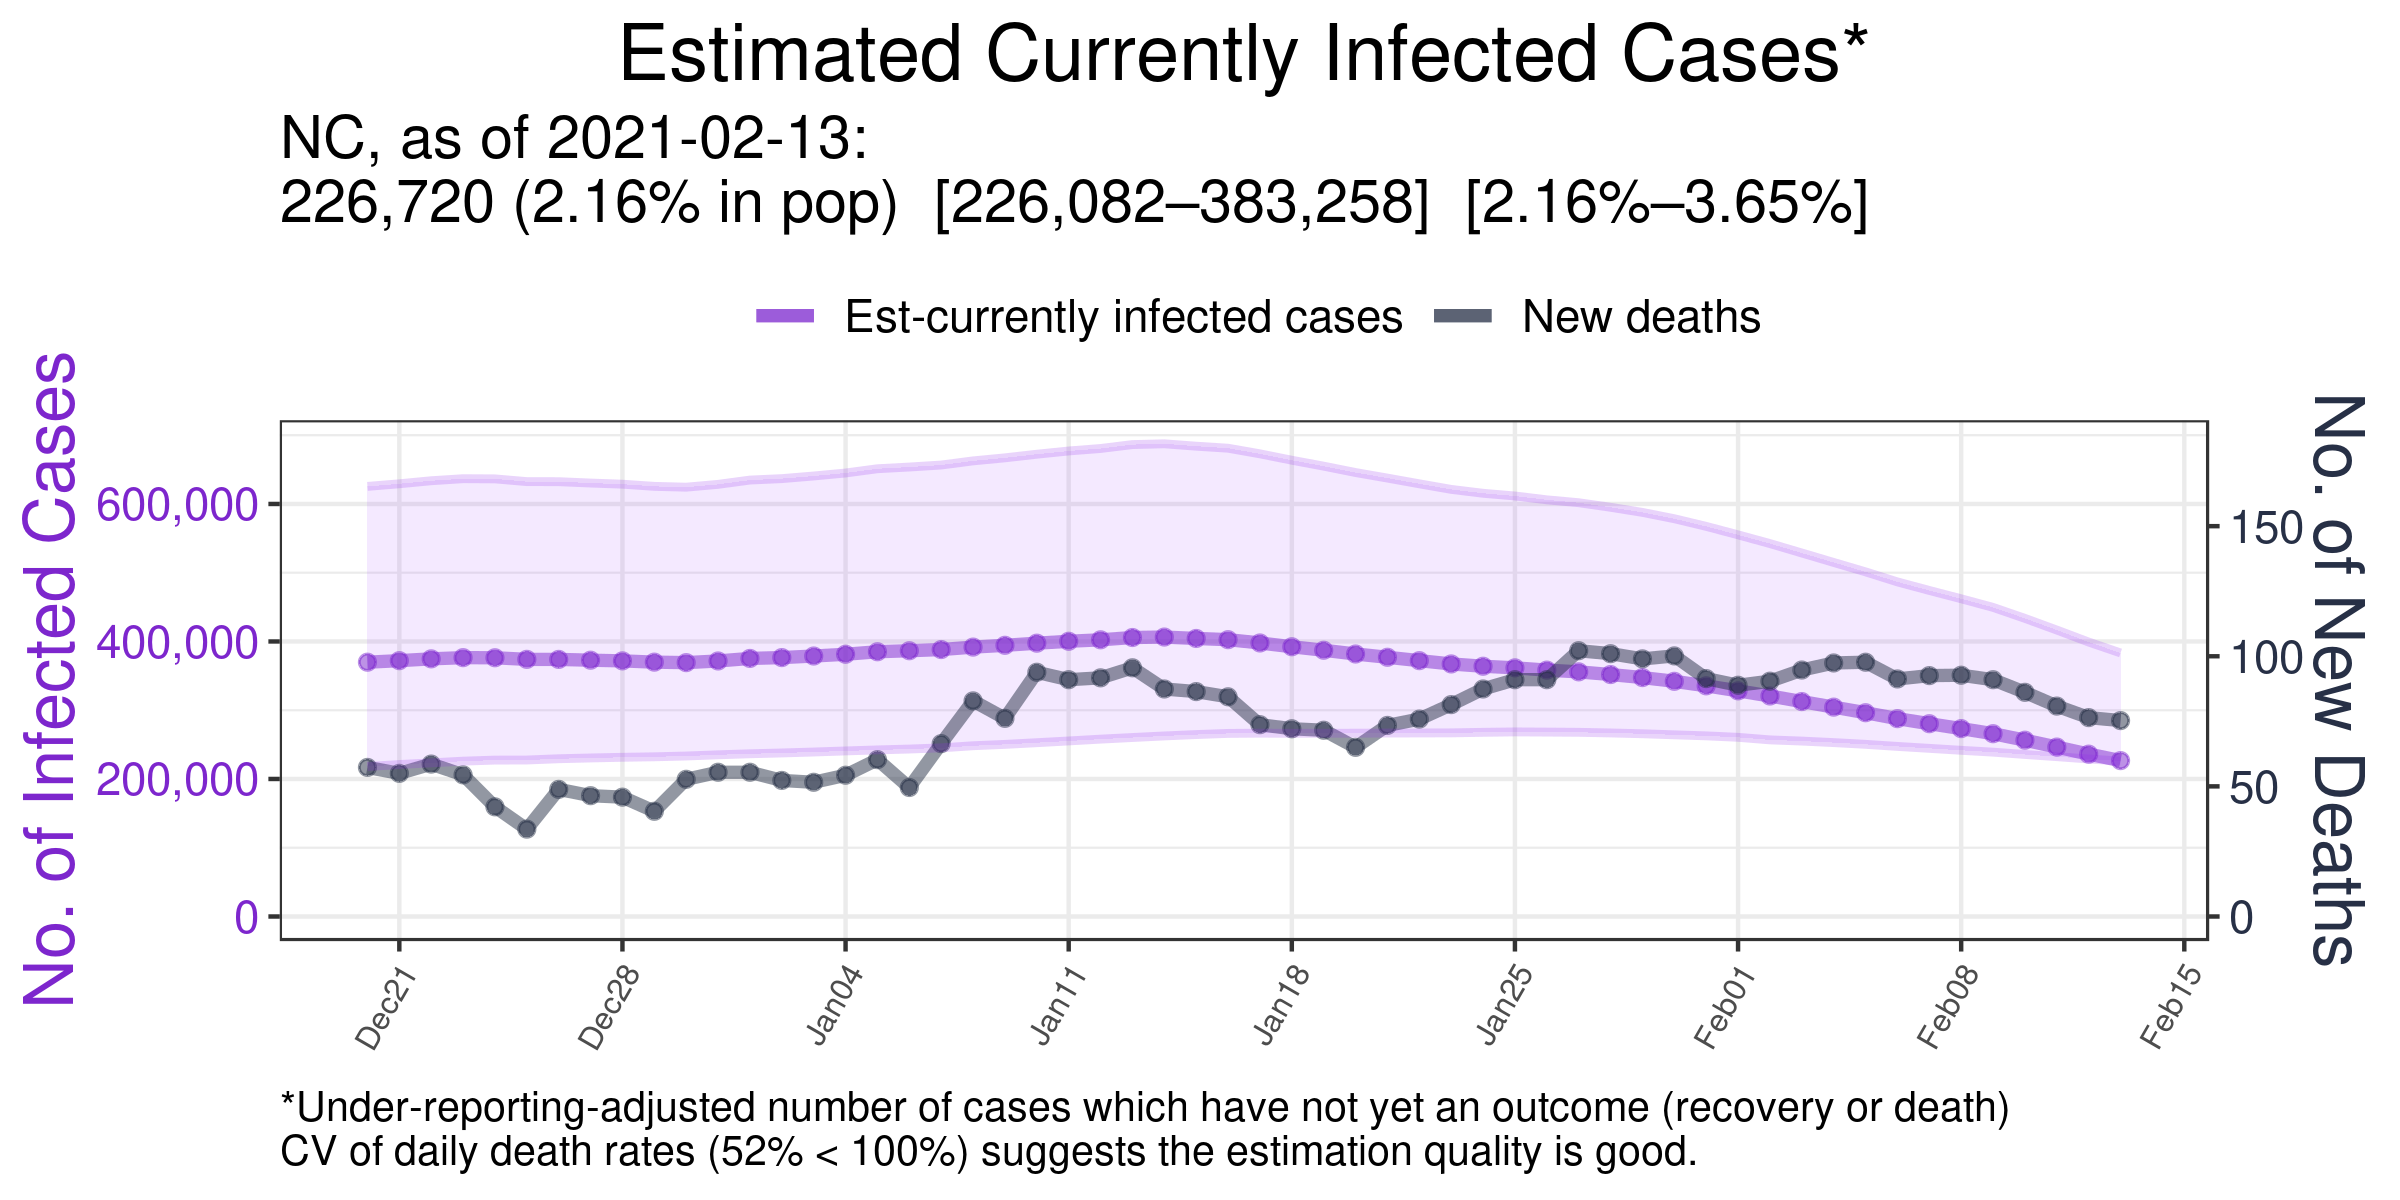 Estimated Currently Infected Cases*
NC, as of 2021-02-13:
226,720 (2.16% in pop)  [226,082–383,258]  [2.16%–3.65%]
Est-currently infected cases
New deaths
No. of Infected Cases
600,000
400,000
200,000
0
No. of New Deaths
150
100
50
0
Dec21
Dec28
Jan04
Jan11
Jan18
Jan25
Feb01
Feb08
Feb15
*Under-reporting-adjusted number of cases which have not yet an outcome (recovery or death)
CV of daily death rates (52% < 100%) suggests the estimation quality is good.